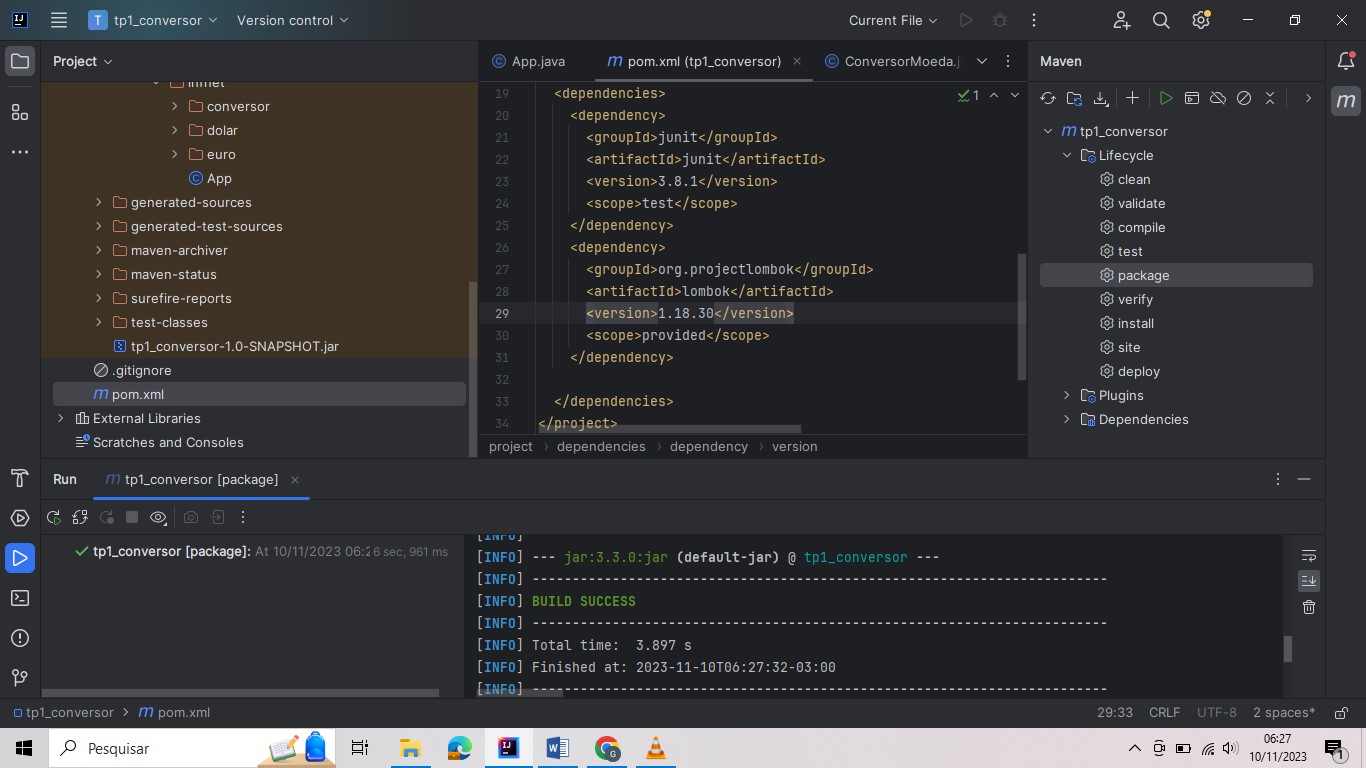 T tp1_conversor Version control Current File
Project
inmet
conversor
dolar
euro
App
generated-sources
generated-test-sources
maven-archiver
maven-status
surefire-reports
test-classes
tp1_conversor-1.0-SNAPSHOT.jar
.gitignore
pom.xml
External Libraries
Scratches and Consoles
App.java pom.xml (tp1_conversor) ConversorMoeda.j
1
19 <dependencies>
20 <dependency>
21 <groupId>junit</groupId>
22 <artifactId>junit</artifactId>
23 <version>3.8.1</version>
24 <scope>test</scope>
25 </dependency>
26 <dependency>
27 <groupId>org.projectlombok</groupId>
28 <artifactId>lombok</artifactId>
29 <version>1.18.30</version>
30 <scope>provided</scope>
31 </dependency>
32
33 </dependencies>
34 </project>
project dependencies dependency version
Maven
tp1_conversor
Lifecycle
clean
validate
compile
test
package
verify
install
site
deploy
Plugins
Dependencies
Run tp1_conversor [package]
tp1_conversor [package]: At 10/11/2023 06:2 6 sec, 961 ms
[INFO]
[INFO] --- jar:3.3.0:jar (default-jar) @ tp1_conversor ---
[INFO] ------------------------------------------------------------------------
[INFO] BUILD SUCCESS
[INFO] ------------------------------------------------------------------------
[INFO] Total time:  3.897 s
[INFO] Finished at: 2023-11-10T06:27:32-03:00
[INFO] ------------------------------------------------------------------------
tp1_conversor > pom.xml 29:33 CRLF UTF-8 2 spaces*
Pesquisar
06:27
10/11/2023
1